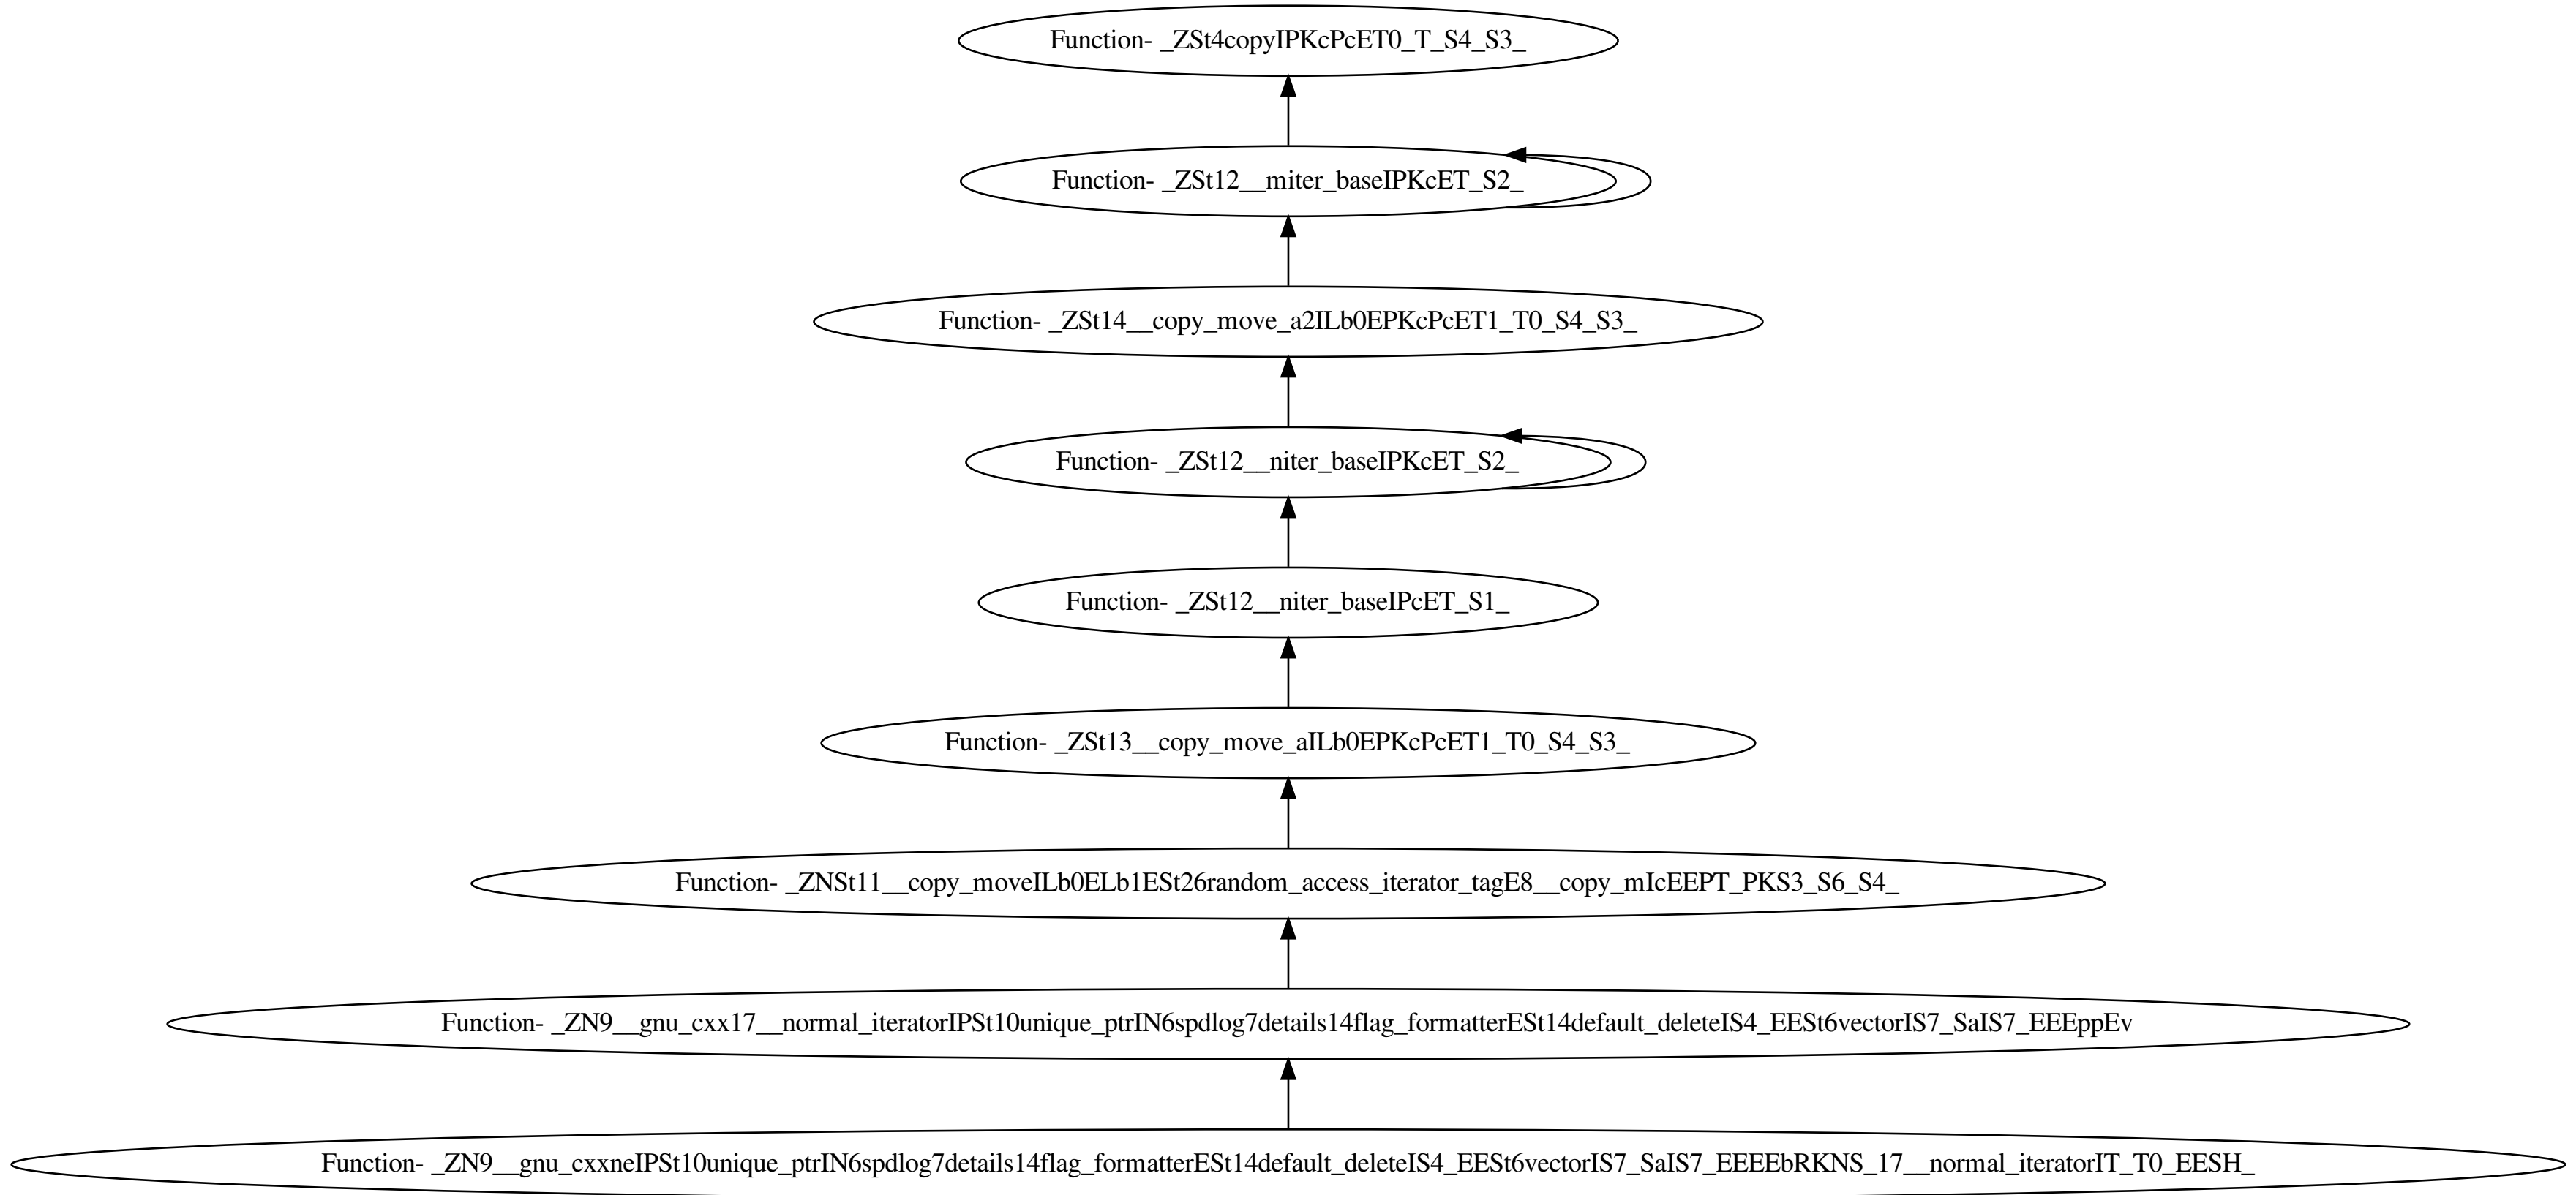 Function- _ZSt4copyIPKcPcET0_T_S4_S3_
Function- _ZSt12__miter_baseIPKcET_S2_
Function- _ZSt14__copy_move_a2ILb0EPKcPcET1_T0_S4_S3_
Function- _ZSt12__niter_baseIPKcET_S2_
Function- _ZSt12__niter_baseIPcET_S1_
Function- _ZSt13__copy_move_aILb0EPKcPcET1_T0_S4_S3_
Function- _ZNSt11__copy_moveILb0ELb1ESt26random_access_iterator_tagE8__copy_mIcEEPT_PKS3_S6_S4_
Function- _ZN9__gnu_cxx17__normal_iteratorIPSt10unique_ptrIN6spdlog7details14flag_formatterESt14default_deleteIS4_EESt6vectorIS7_SaIS7_EEEppEv
Function- _ZN9__gnu_cxxneIPSt10unique_ptrIN6spdlog7details14flag_formatterESt14default_deleteIS4_EESt6vectorIS7_SaIS7_EEEEbRKNS_17__normal_iteratorIT_T0_EESH_